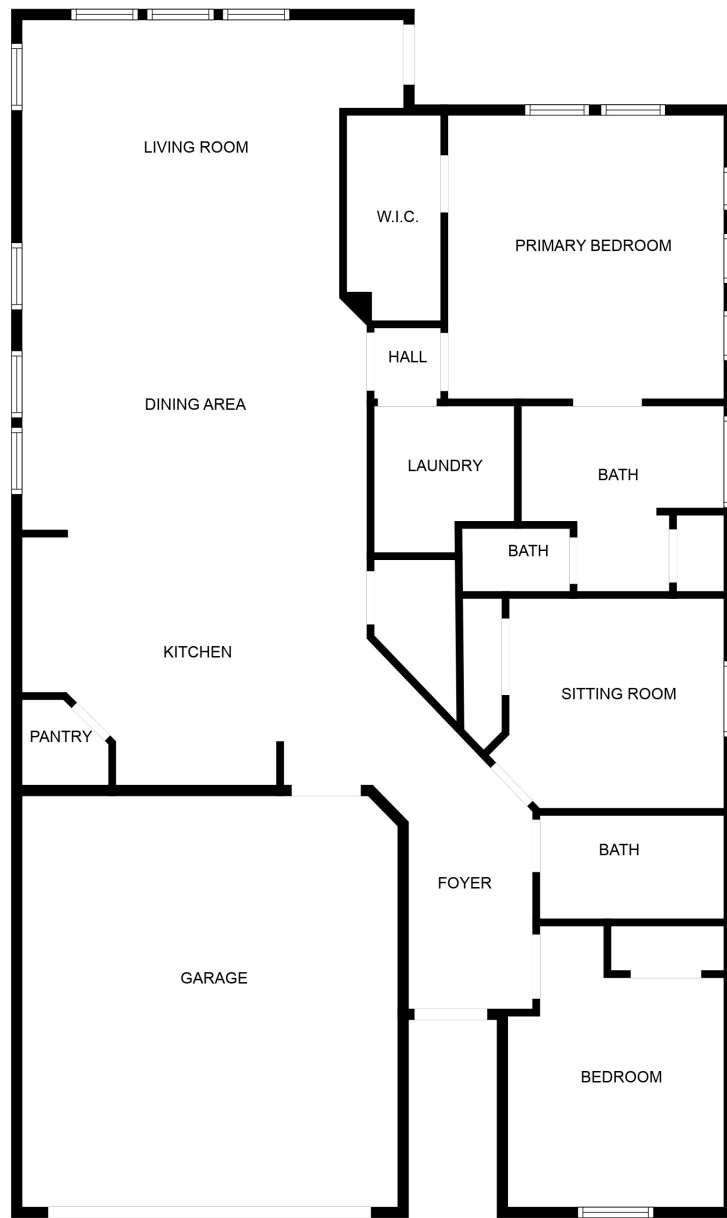 LIVING ROOM
W.I.C.
PRIMARY BEDROOM
HALL
DINING AREA
LAUNDRY
BATH
BATH
KITCHEN
SITTING ROOM
PANTRY
BATH
FOYER
GARAGE
BEDROOM